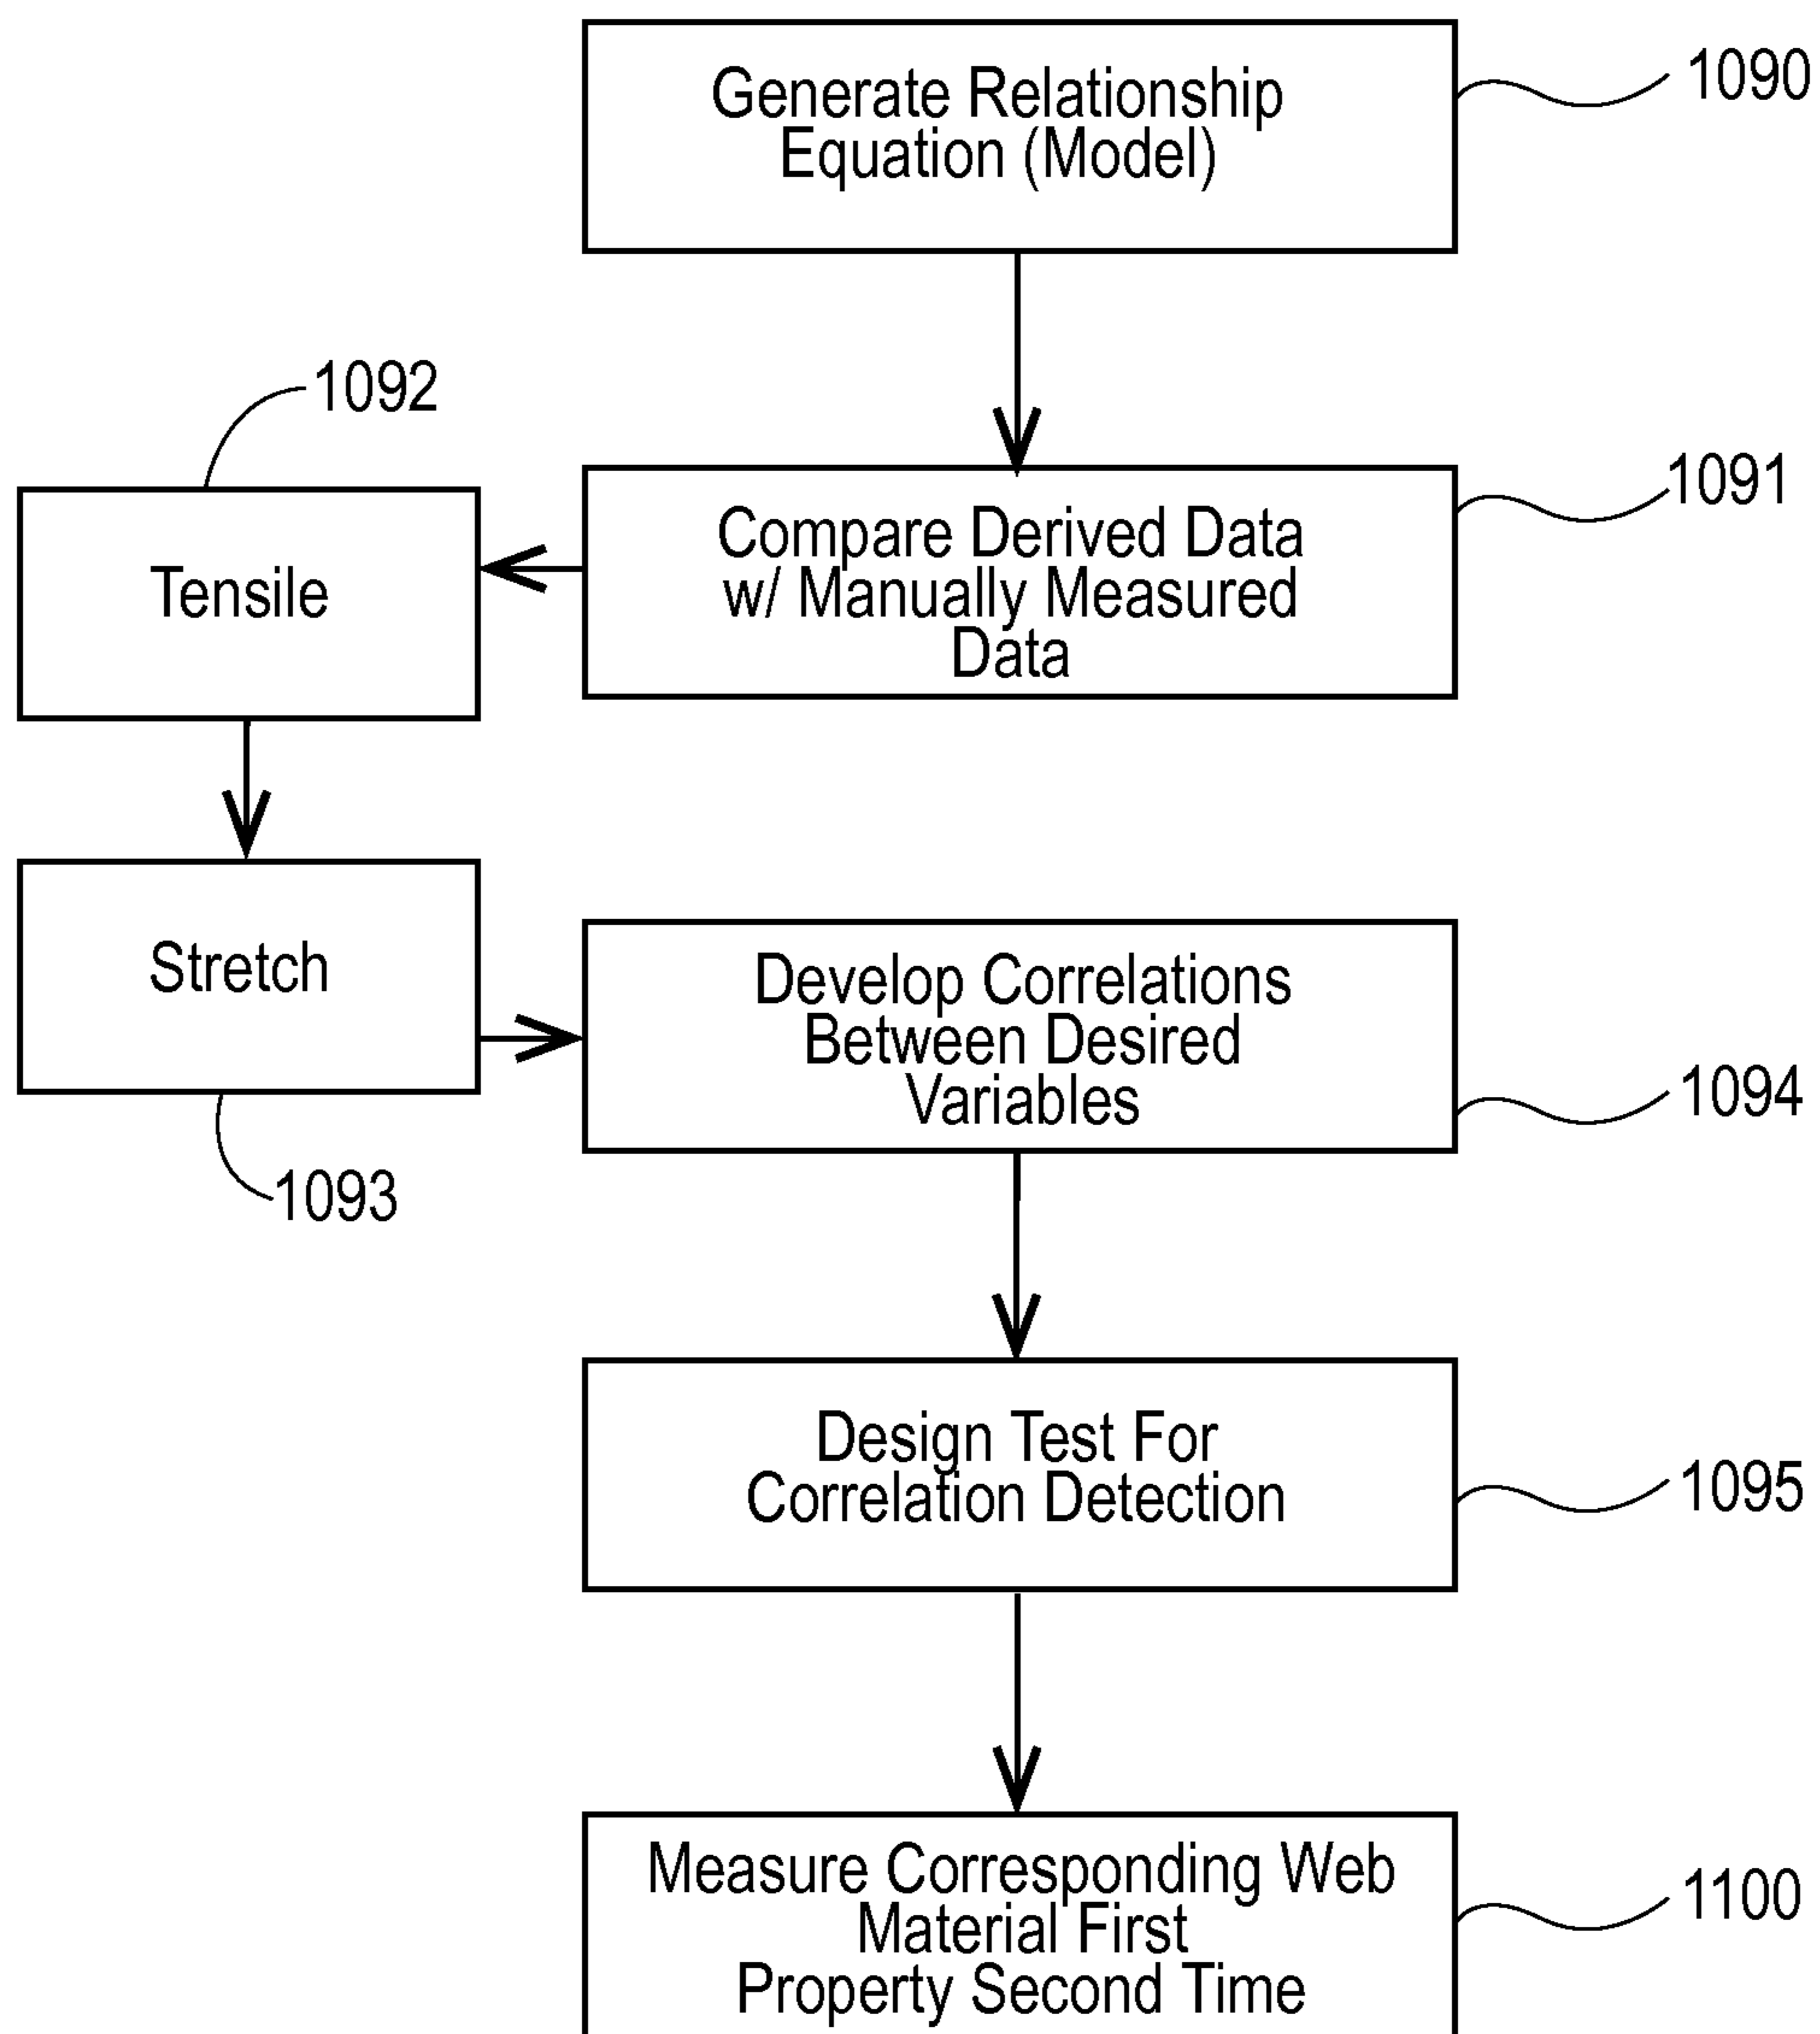 Generate Relationship
Equation (Model)
1090
1092
1091
Compare Derived Data
w/ Manually Measured
Data
Tensile
Stretch
Develop Correlations
Between Desired
Variables
1094
1093
Design Test For
Correlation Detection
1095
Measure Corresponding Web
Material First
Property Second Time
1100